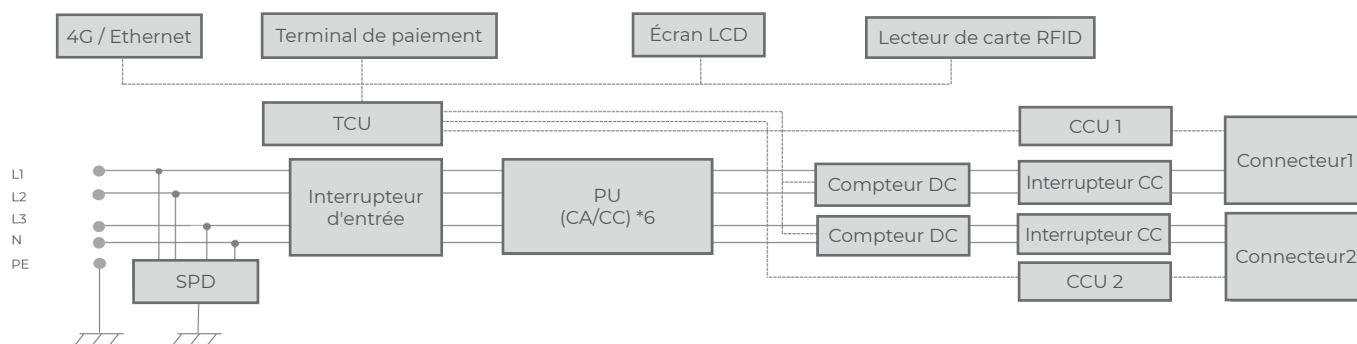 4G / Ethernet
Terminal de paiement
Écran LCD
Lecteur de carte RFID
TCU
CCU 1
Connecteur1
L1
L2
L3
N
PE
Interrupteur
d'entrée
PU
(CA/CC) *6
Compteur DC
Interrupteur CC
Compteur DC
Interrupteur CC
Connecteur2
SPD
CCU 2